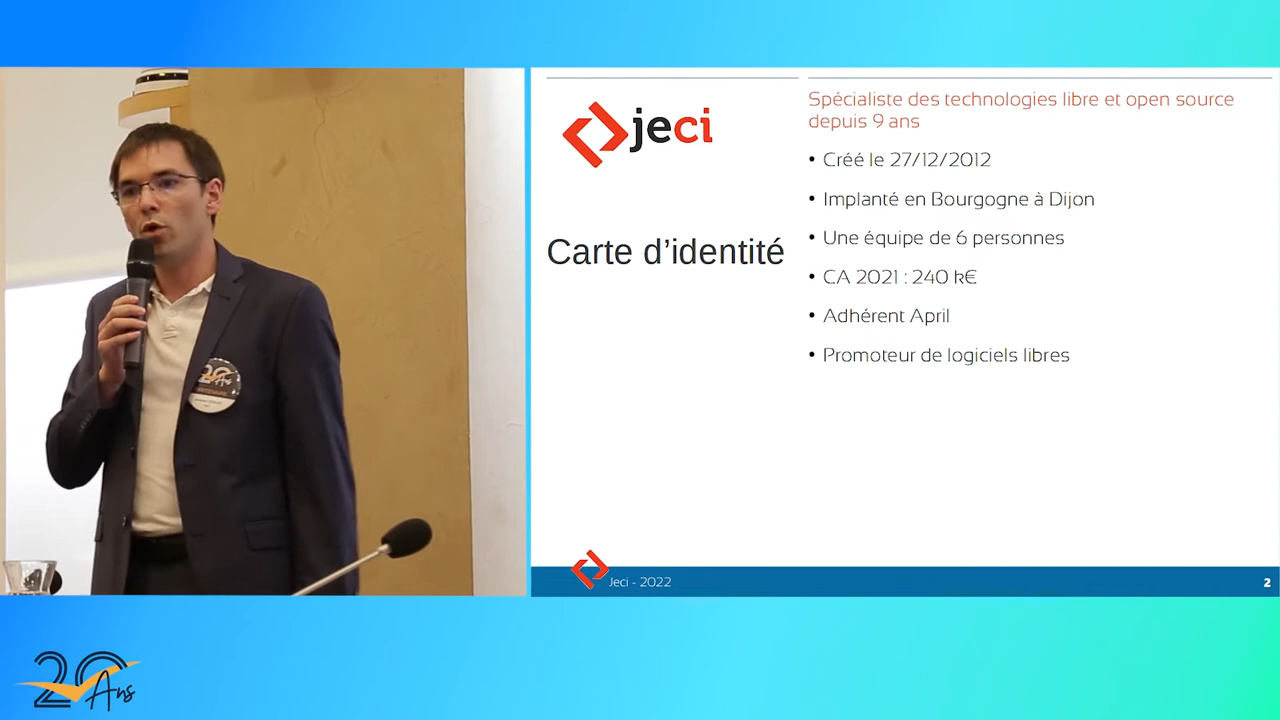 jeci
Carte d’identité
Spécialiste des technologies libre et open source
depuis 9 ans
• Créé le 27/12/2012
• Implanté en Bourgogne à Dijon
• Une équipe de 6 personnes
• CA 2021 : 240 k€
• Adhérent April
• Promoteur de logiciels libres
Jeci - 2022
2
20
Ans
20
Ans